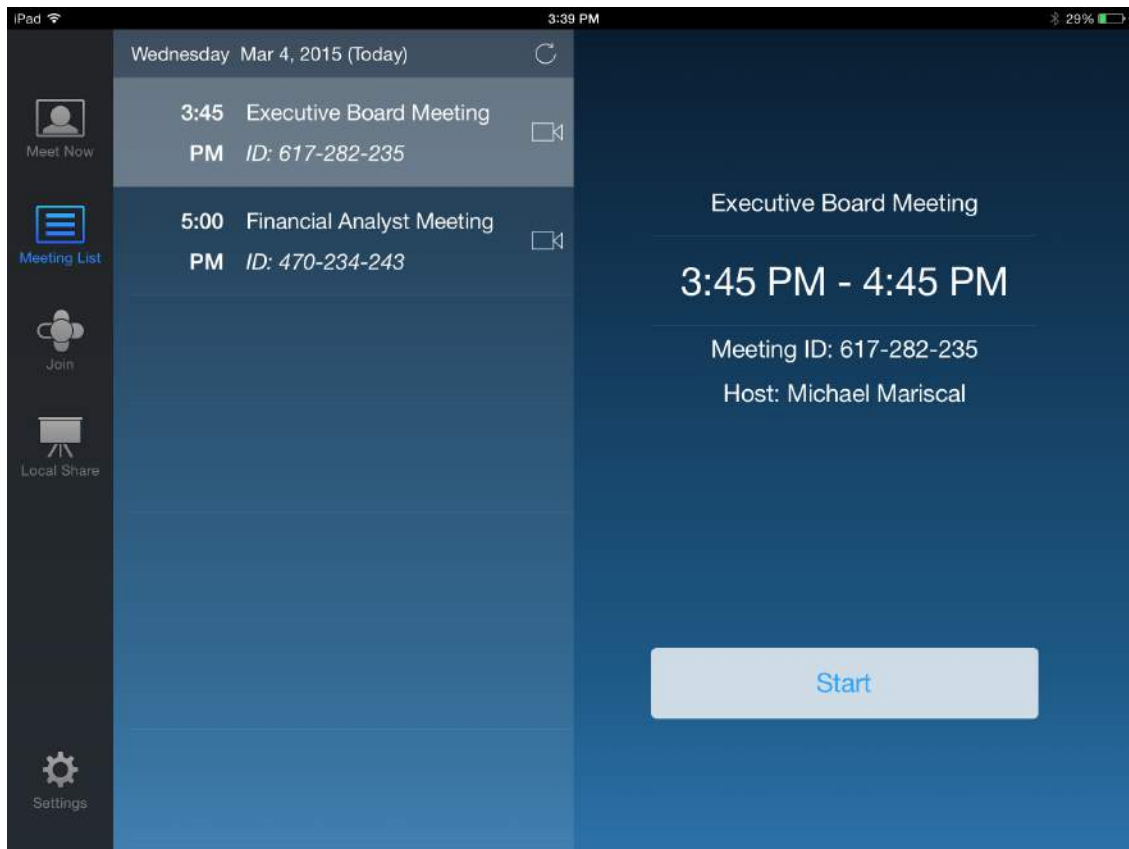 iPad 3:39 PM 29%
Wednesday Mar 4, 2015 (Today)
Meet Now
Meeting List
Join
Local Share
Settings
3:45 PM Executive Board Meeting
ID: 617-282-235
5:00 PM Financial Analyst Meeting
ID: 470-234-243
Executive Board Meeting
3:45 PM - 4:45 PM
Meeting ID: 617-282-235
Host: Michael Mariscal
Start